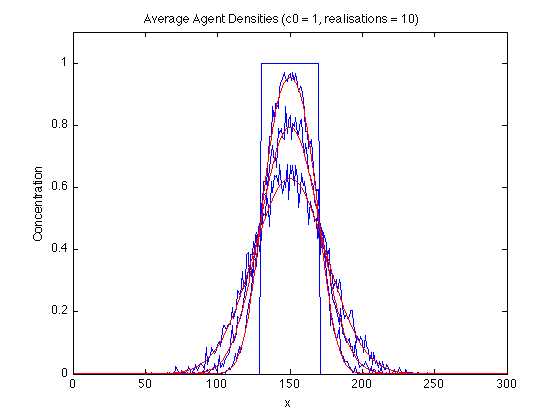 Average Agent Densities (c0 = 1, realisations = 10)
1
0.8
0.6
0.4
0.2
0
Concentration
0 50 100 150 200 250 300
x